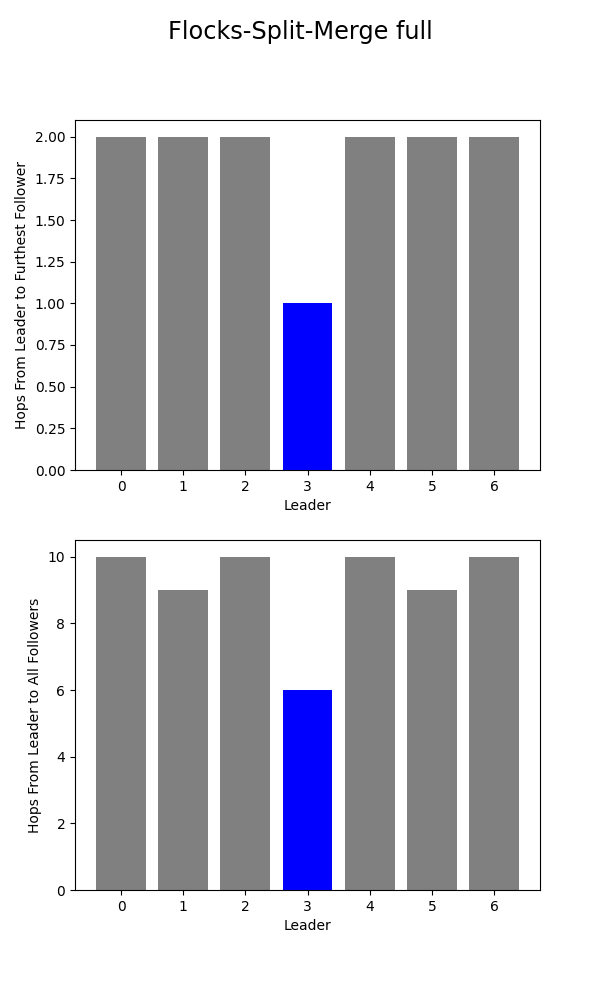 Flocks-Split-Merge full
Hops From Leader to Furthest Follower
2.00
1.75
1.50
1.25
1.00
0.75
0.50
0.25
0.00
0 1 2 3 4 5 6
Leader
Hops From Leader to All Followers
10
8
6
4
2
0
0 1 2 3 4 5 6
Leader